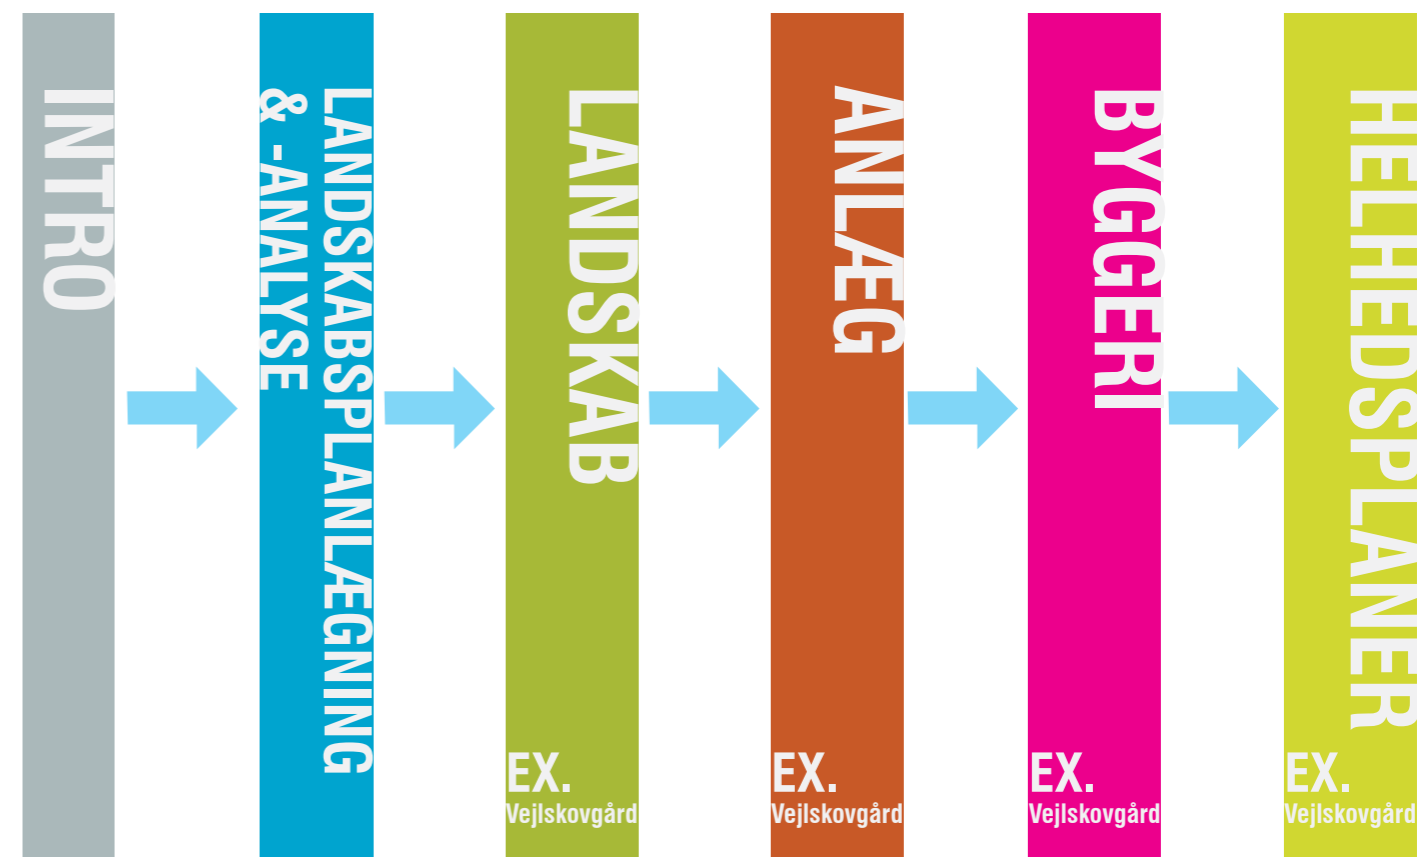 INTRO
LANDSKABSPLANLÆGNING
& -ANALYSE
LANDSKAB
EX.
Vejlskovgård
ANLÆG
EX.
Vejlskovgård
BYGGERI
EX.
Vejlskovgård
HELHEDSPLANER
EX.
Vejlskovgård